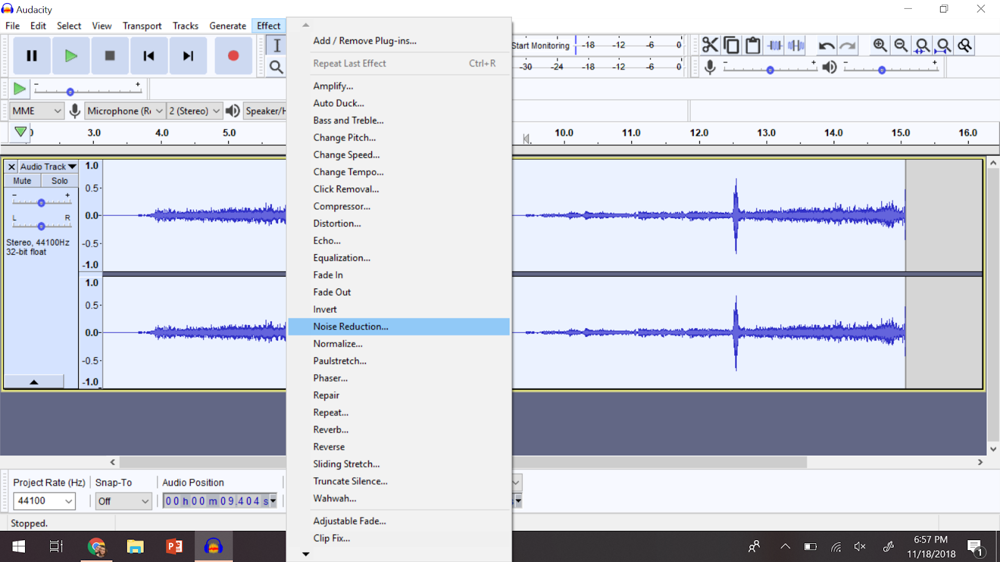 Audacity
File Edit Select View Transport Tracks Generate Effect
Add / Remove Plug-ins...
Repeat Last Effect Ctrl+R
Amplify...
Auto Duck...
Bass and Treble...
Change Pitch...
Change Speed...
Change Tempo...
Click Removal...
Compressor...
Distortion...
Echo...
Equalization...
Fade In
Fade Out
Invert
Noise Reduction...
Normalize...
Paulstretch...
Phaser...
Repair
Repeat...
Reverb...
Reverse
Sliding Stretch...
Truncate Silence...
Wahwah...
Adjustable Fade...
Clip Fix...
Start Monitoring -18 -12 -6 0
-30 -24 -18 -12 -6 0
- +
- +
- +
MME Microphone (R 2 (Stereo) Speaker/H
3.0 4.0 5.0 10.0 11.0 12.0 13.0 14.0 15.0 16.0
Audio Track
Mute Solo
- +
L R
Stereo, 44100Hz
32-bit float
1.0
0.5
0.0
-0.5
-1.0
1.0
0.5
0.0
-0.5
-1.0
Project Rate (Hz) Snap-To Audio Position
44100 Off 00 h 00 m 09.404 s
Stopped.
6:57 PM
11/18/2018
1